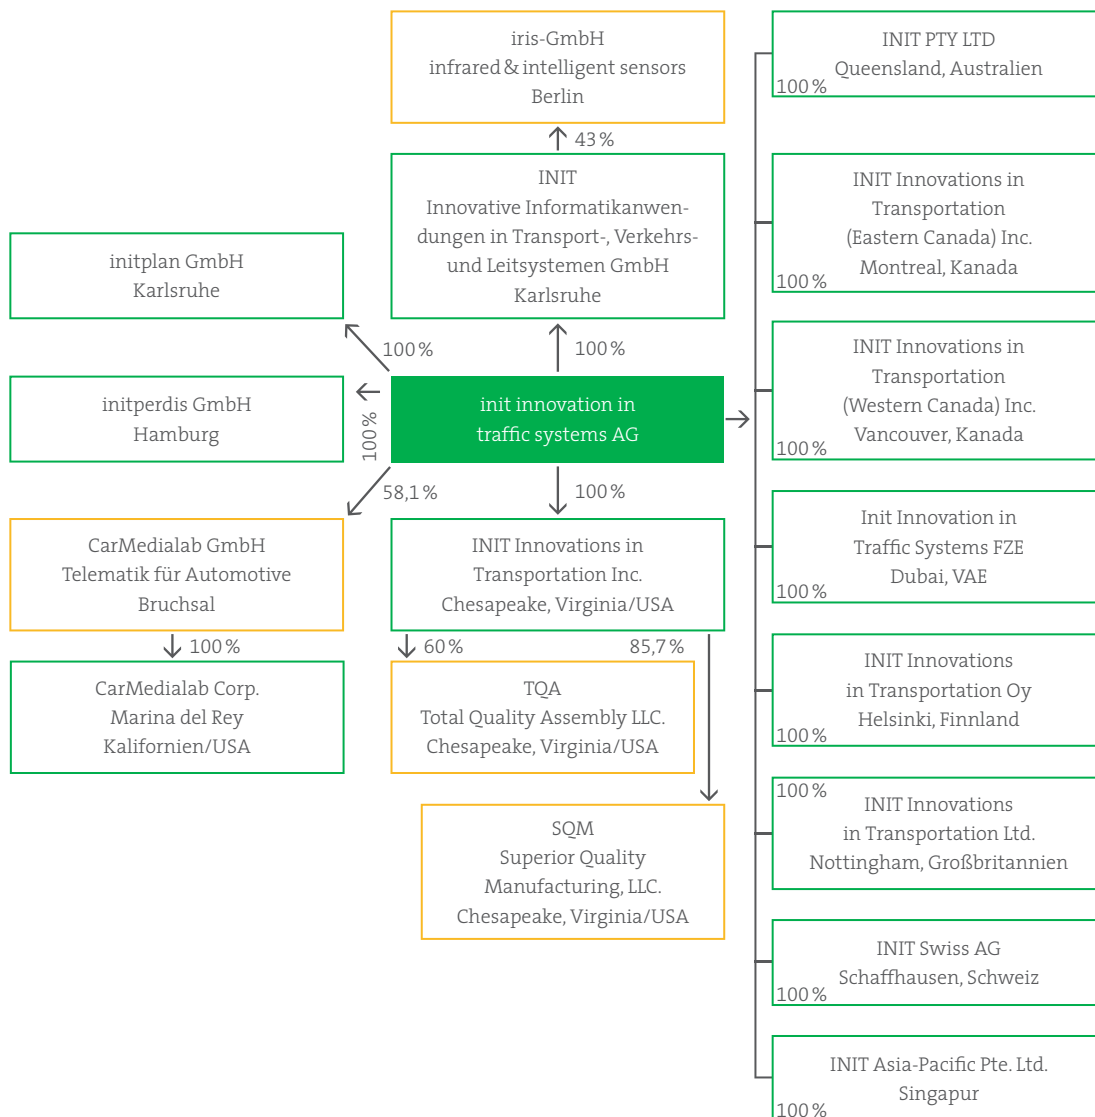 iris-GmbH
infrared & intelligent sensors
Berlin
43 %
INIT
Innovative Informatikanwen-
dungen in Transport-, Verkehrs-
und Leitsystemen GmbH
Karlsruhe
initplan GmbH
Karlsruhe
100 %
100 %
initperdis GmbH
Hamburg
100 %
init innovation in
traffic systems AG
58,1 %
100 %
CarMedialab GmbH
Telematik für Automotive
Bruchsal
100 %
CarMedialab Corp.
Marina del Rey
Kalifornien/USA
INIT Innovations in
Transportation Inc.
Chesapeake, Virginia/USA
60 %
85,7 %
TQA
Total Quality Assembly LLC.
Chesapeake, Virginia/USA
SQM
Superior Quality
Manufacturing, LLC.
Chesapeake, Virginia/USA
INIT PTY LTD
Queensland, Australien
100 %
INIT Innovations in
Transportation
(Eastern Canada) Inc.
Montreal, Kanada
100 %
INIT Innovations in
Transportation
(Western Canada) Inc.
Vancouver, Kanada
100 %
Init Innovation in
Traffic Systems FZE
Dubai, VAE
100 %
INIT Innovations
in Transportation Oy
Helsinki, Finnland
100 %
100 %
INIT Innovations
in Transportation Ltd.
Nottingham, Großbritannien
INIT Swiss AG
Schaffhausen, Schweiz
100 %
INIT Asia-Pacific Pte. Ltd.
Singapur
100 %